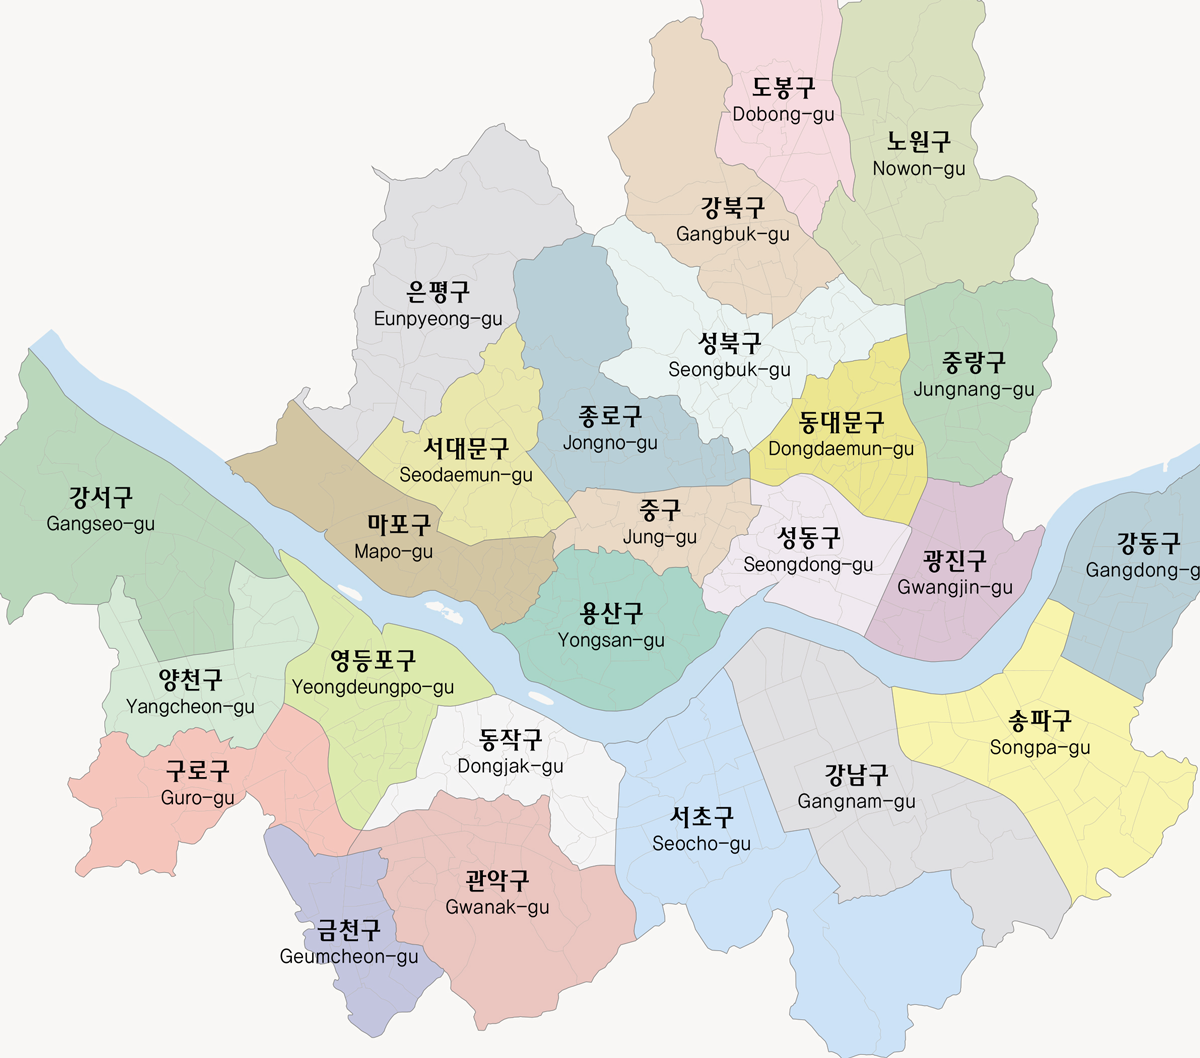 도봉구
Dobong-gu
노원구
Nowon-gu
강북구
Gangbuk-gu
은평구
Eunpyeong-gu
성북구
Seongbuk-gu
중랑구
Jungnang-gu
종로구
Jongno-gu
동대문구
Dongdaemun-gu
서대문구
Seodaemun-gu
강서구
Gangseo-gu
마포구
Mapo-gu
중구
Jung-gu
성동구
Seongdong-gu
광진구
Gwangjin-gu
강동구
Gangdong-g
용산구
Yongsan-gu
양천구
Yangcheon-gu
영등포구
Yeongdeungpo-gu
송파구
Songpa-gu
동작구
Dongjak-gu
구로구
Guro-gu
강남구
Gangnam-gu
서초구
Seocho-gu
관악구
Gwanak-gu
금천구
Geumcheon-gu